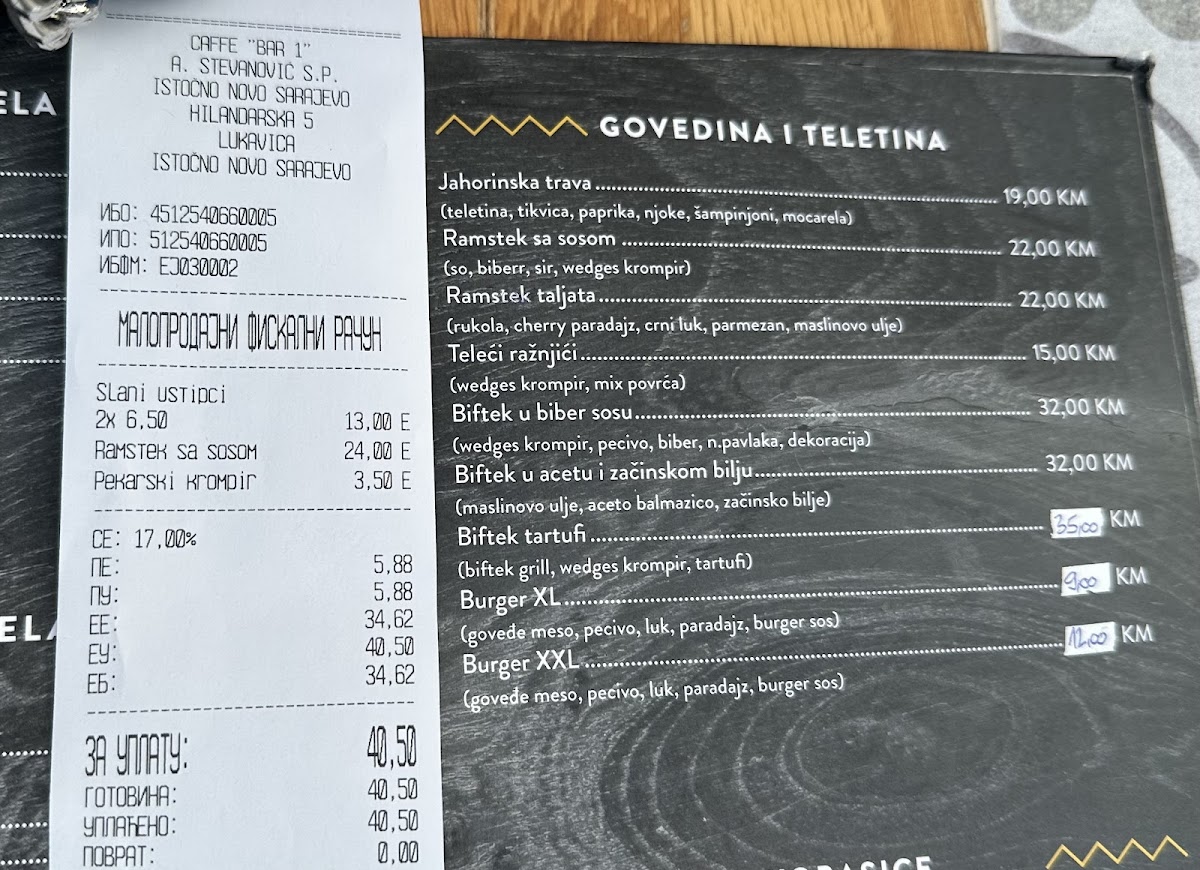 CAFFE "BAR 1"
A. STEVANOVIC S.P.
ISTOČNO NOVO SARAJEVO
HILANDARSKA 5
LUKAVICA
ISTOČNO NOVO SARAJEVO
ИБО: 4512540660005
ИПО: 512540660005
ИБФМ: EJ030002
МАЛОПРОДАЈНИ ФИСКАЛНИ РАЧУН
Slani ustipci
2x 6,50 13,00 Е
Ramstek sa sosom 24,00 Е
Pekarski krompir 3,50 Е
СЕ: 17,00%
ПЕ: 5,88
ПУ: 5,88
ЕЕ: 34,62
ЕУ: 40,50
ЕБ: 34,62
ЗА УПЛАТУ: 40,50
ГОТОВИНА: 40,50
УПЛАЋЕНО: 40,50
ПОВРАТ: 0,00
ELA
GOVEDINA I TELETINA
Jahorinska trava 19,00 KM
(teletina, tikvica, paprika, njoke, šampinjoni, mocarela)
Ramstek sa sosom 22,00 KM
(so, biberr, sir, wedges krompir)
Ramstek taljata 22,00 KM
(rukola, cherry paradajz, crni luk, parmezan, maslinovo ulje)
Teleći ražnjići 15,00 KM
(wedges krompir, mix povrća)
Biftek u biber sosu 32,00 KM
(wedges krompir, pecivo, biber, n.pavlaka, dekoracija)
Biftek u acetu i začinskom bilju 32,00 KM
(maslinovo ulje, aceto balmazico, začinsko bilje)
Biftek tartufi 35,00 KM
(biftek grill, wedges krompir, tartufi)
Burger XL 9,00 KM
(goveđe meso, pecivo, luk, paradajz, burger sos)
Burger XXL 12,00 KM
(goveđe meso, pecivo, luk, paradajz, burger sos)
ELA